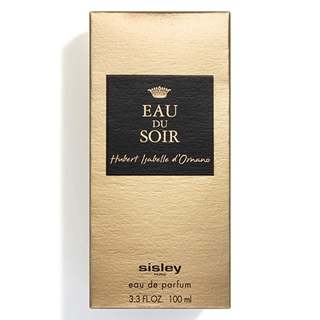 EAU
DU
SOIR
Hubert Isabelle d'Ornano
sisley
PARIS
eau de parfum
3.3 FL.OZ. 100 ml